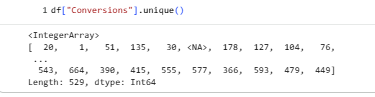 1 df["Conversions"].unique()
<IntegerArray>
[  20,    1,   51,  135,   30, <NA>,  178,  127,  104,   76,
 ...
  543,  664,  390,  415,  555,  577,  366,  593,  479,  449]
Length: 529, dtype: Int64